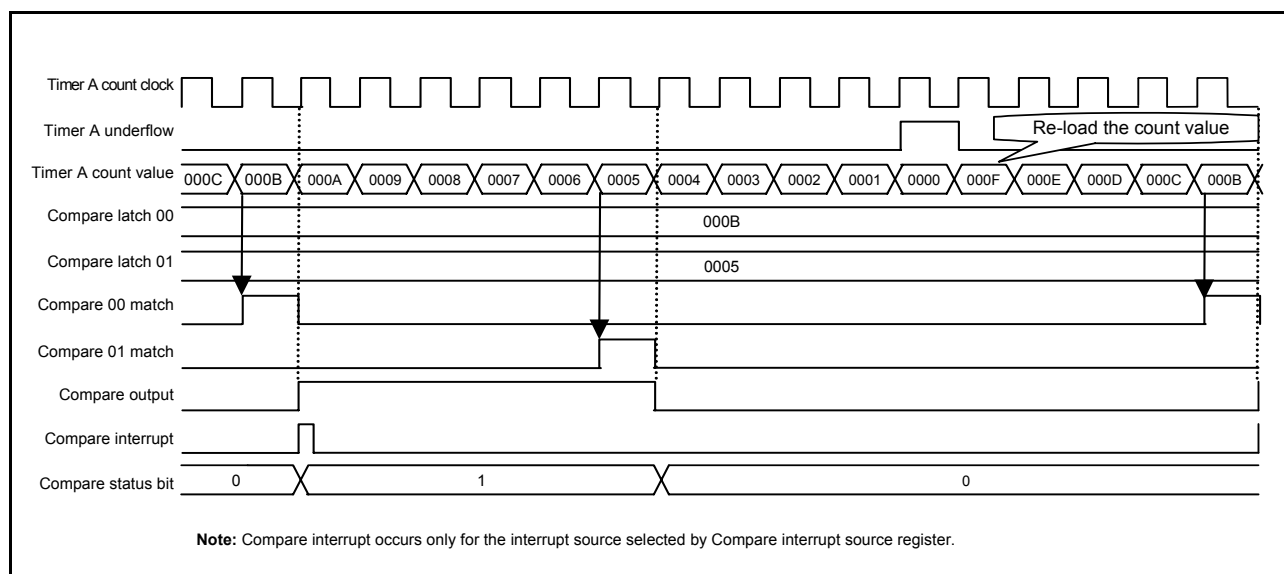 Timer A count clock
Timer A underflow
Re-load the count value
Timer A count value
000C 000B 000A 0009 0008 0007 0006 0005 0004 0003 0002 0001 0000 000F 000E 000D 000C 000B
Compare latch 00
000B
Compare latch 01
0005
Compare 00 match
Compare 01 match
Compare output
Compare interrupt
Compare status bit
0 1 0
Note: Compare interrupt occurs only for the interrupt source selected by Compare interrupt source register.